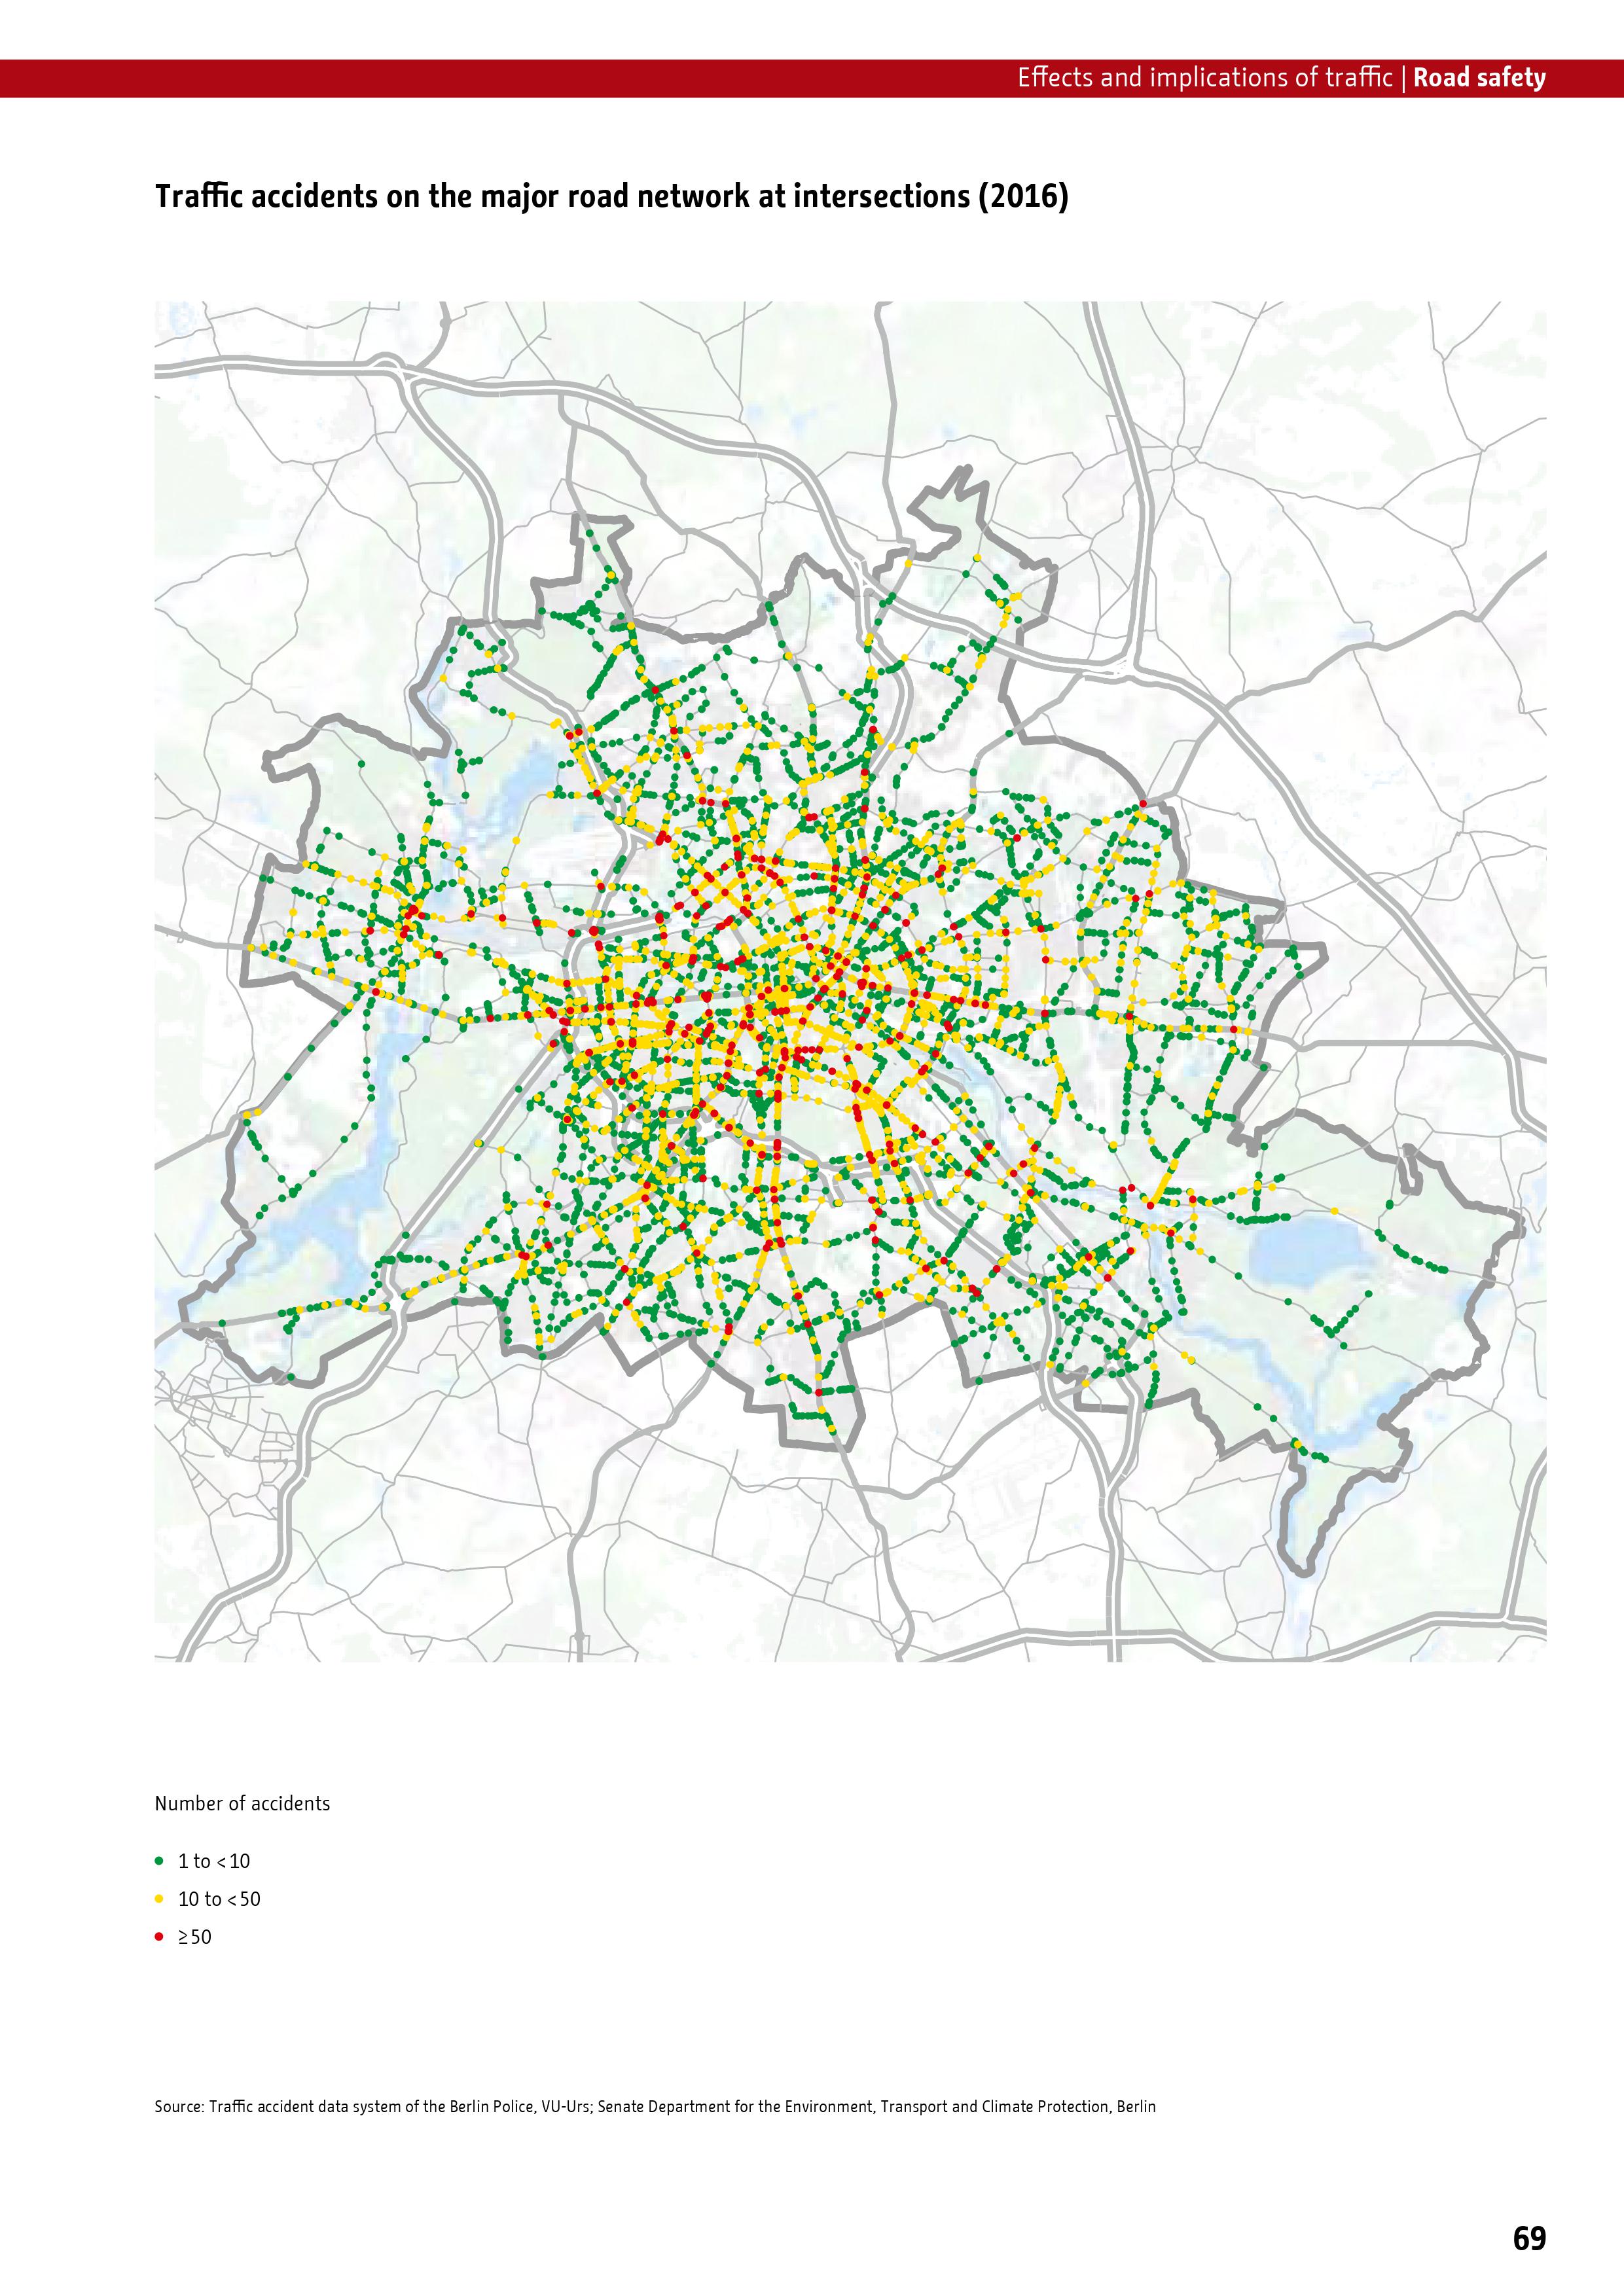 Effects and implications of traffic | Road safety
Traffic accidents on the major road network at intersections (2016)
Number of accidents
1 to <10
10 to <50
≥50
Source: Traffic accident data system of the Berlin Police, VU-Urs; Senate Department for the Environment, Transport and Climate Protection, Berlin
69